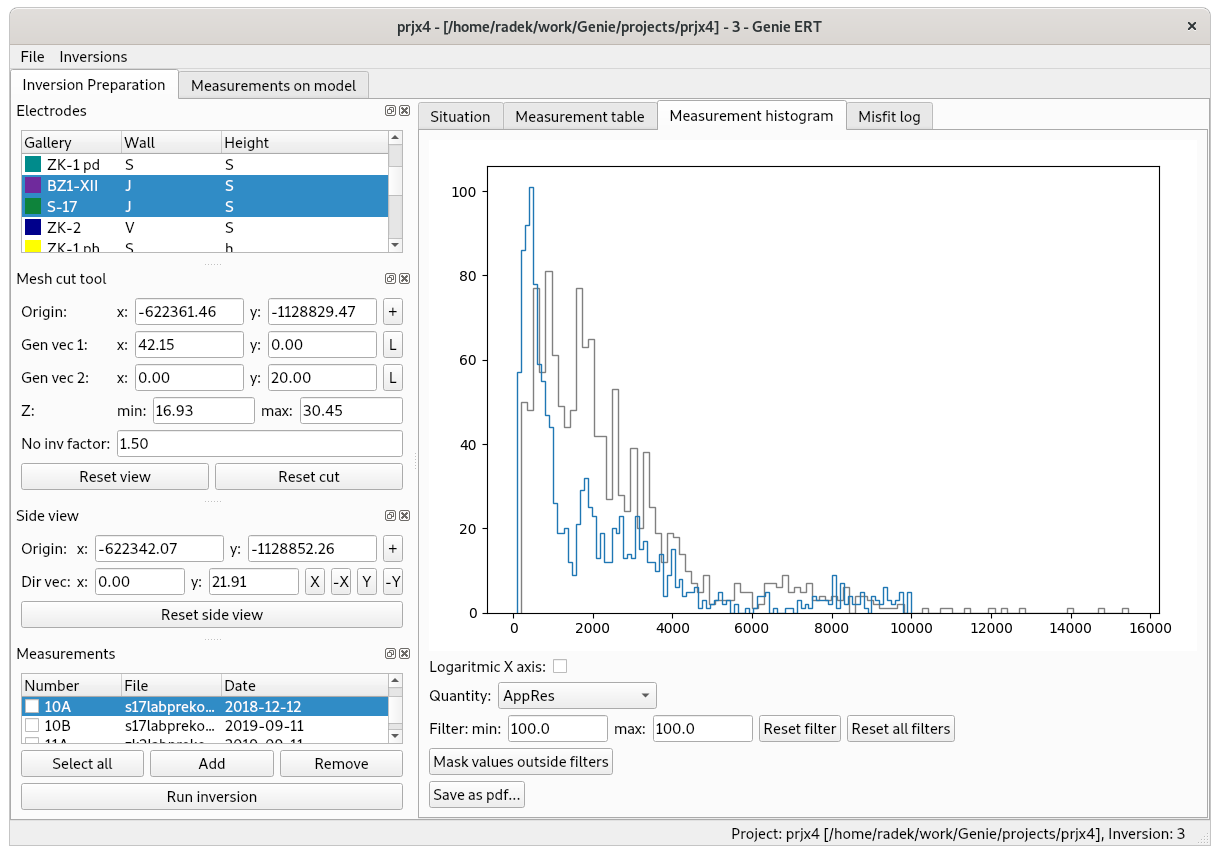 prjx4 - [/home/radek/work/Genie/projects/prjx4] - 3 - Genie ERT
File Inversions
Inversion Preparation Measurements on model
Electrodes
Gallery Wall Height
ZK-1 pd S S
BZ1-XII J S
S-17 J S
ZK-2 V S
ZK-1 ph S h
Mesh cut tool
Origin: x: -622361.46 y: -1128829.47 +
Gen vec 1: x: 42.15 y: 0.00 L
Gen vec 2: x: 0.00 y: 20.00 L
Z: min: 16.93 max: 30.45
No inv factor: 1.50
Reset view Reset cut
Side view
Origin: x: -622342.07 y: -1128852.26 +
Dir vec: x: 0.00 y: 21.91 X -X Y -Y
Reset side view
Measurements
Number File Date
10A s17labpreko... 2018-12-12
10B s17labpreko... 2019-09-11
11A zk2labpreko... 2019-09-11
Select all Add Remove
Run inversion
Situation Measurement table Measurement histogram Misfit log
100
80
60
40
20
0
0 2000 4000 6000 8000 10000 12000 14000 16000
Logaritmic X axis:
Quantity: AppRes
Filter: min: 100.0 max: 100.0 Reset filter Reset all filters
Mask values outside filters
Save as pdf...
Project: prjx4 [/home/radek/work/Genie/projects/prjx4], Inversion: 3